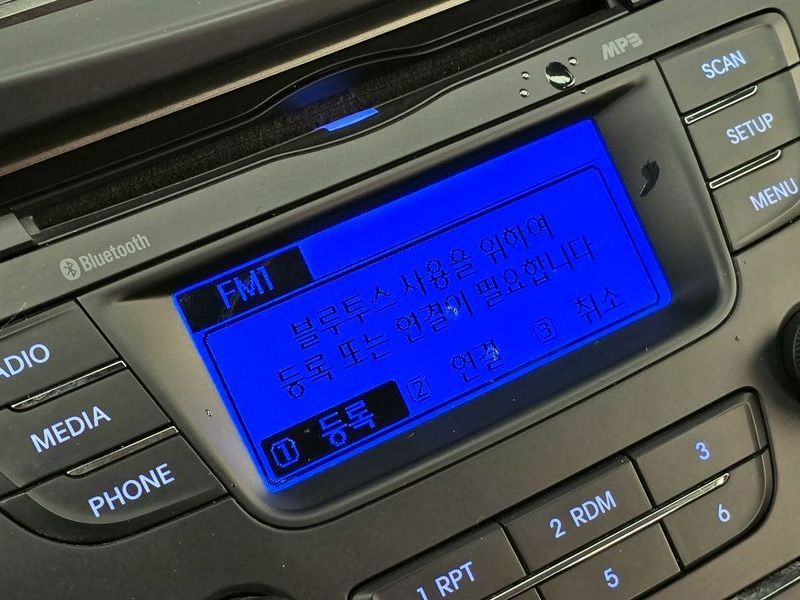 MP3
SCAN
SETUP
MENU
Bluetooth
FM1
블루투스 사용을 위하여
등록 또는 연결이 필요합니다
1 등록 2 연결 3 취소
ADIO
MEDIA
PHONE
1 RPT
2 RDM
3
5
6